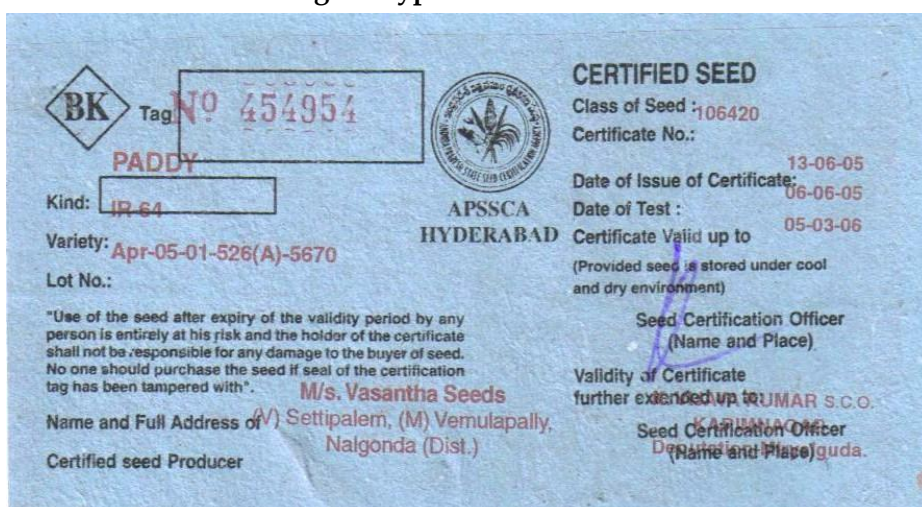 BK Tag Nº 454954
PADDY
Kind:
IR-64
Variety:
Apr-05-01-526(A)-5670
Lot No.:
"Use of the seed after expiry of the validity period by any
person is entirely at his risk and the holder of the certificate
shall not be responsible for any damage to the buyer of seed.
No one should purchase the seed if seal of the certification
tag has been tampered with".
M/s. Vasantha Seeds
Name and Full Address of (V) Settipalem, (M) Vemulapally,
Nalgonda (Dist.)
Certified seed Producer
APSSCA
HYDERABAD
CERTIFIED SEED
Class of Seed : 106420
Certificate No.:
13-06-05
Date of Issue of Certificate:
06-06-05
Date of Test :
05-03-06
Certificate Valid up to
(Provided seed is stored under cool
and dry environment)
Seed Certification Officer
(Name and Place)
Validity of Certificate
further extended up to:
KUMAR S.C.O.
KARIMNAGAR
Seed Certification Officer
(Name and Place)